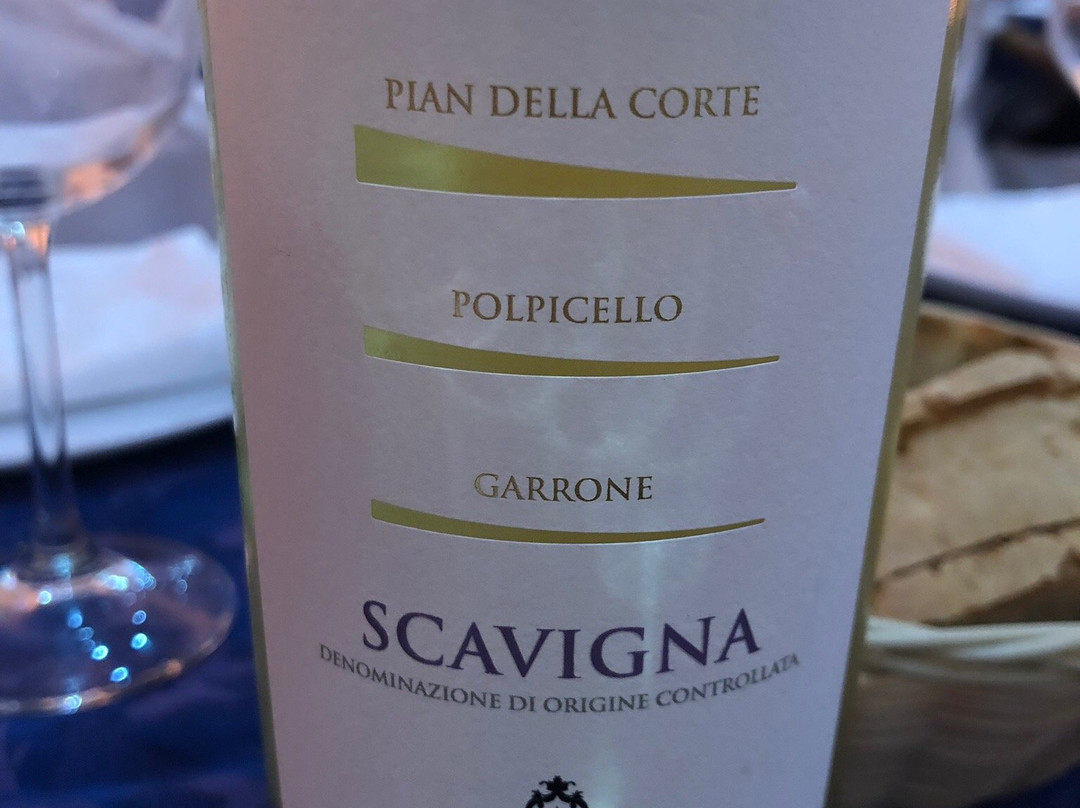 PIAN DELLA CORTE
POLPICELLO
GARRONE
SCAVIGNA
DENOMINAZIONE DI ORIGINE CONTROLLATA